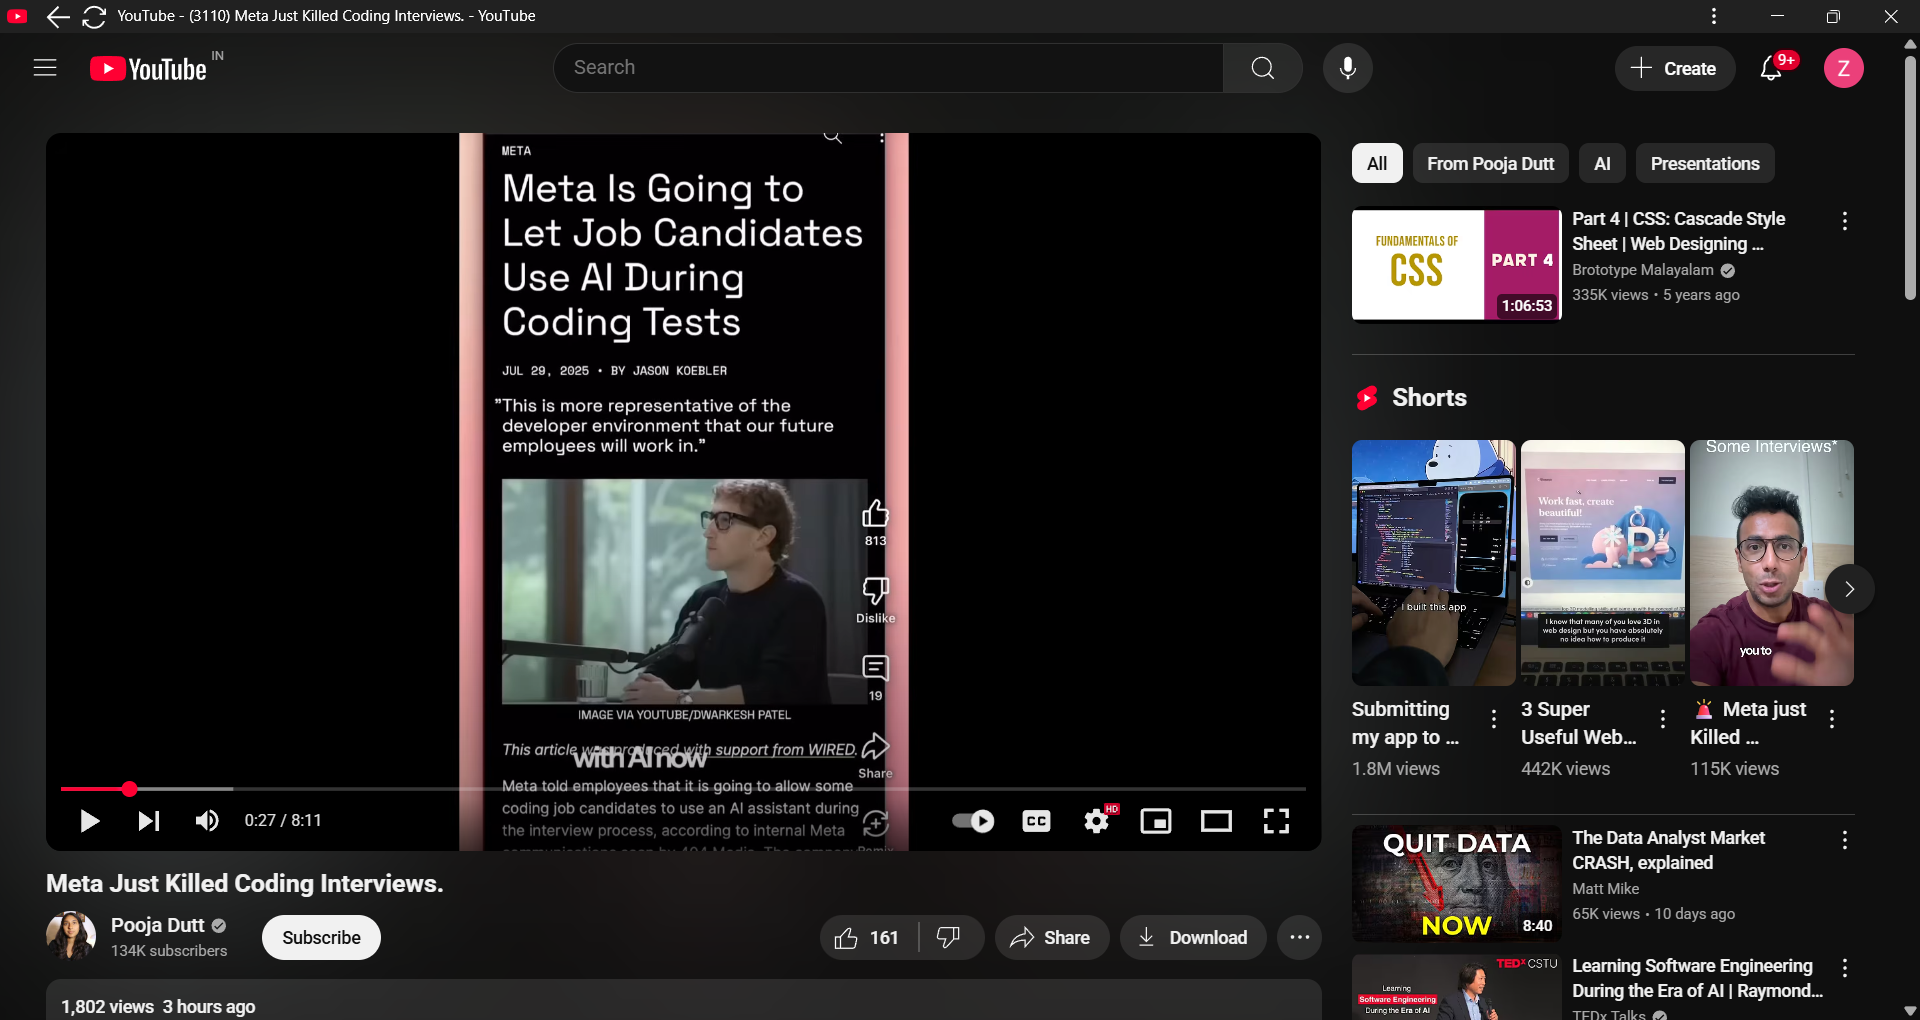 YouTube - (3110) Meta Just Killed Coding Interviews. - YouTube
YouTube IN
Search
Create
9+
Z
META
Meta Is Going to
Let Job Candidates
Use AI During
Coding Tests
JUL 29, 2025 • BY JASON KOEBLER
"This is more representative of the
developer environment that our future
employees will work in."
813
Dislike
19
IMAGE VIA YOUTUBE/DWARKESH PATEL
This article was produced with support from WIRED.
with AI now
Share
Meta told employees that it is going to allow some
coding job candidates to use an AI assistant during
the interview process, according to internal Meta
0:27 / 8:11
CC
HD
Meta Just Killed Coding Interviews.
Pooja Dutt
134K subscribers
Subscribe
161
Share
Download
1,802 views 3 hours ago
All
From Pooja Dutt
AI
Presentations
FUNDAMENTALS OF
CSS
PART 4
1:06:53
Part 4 | CSS: Cascade Style
Sheet | Web Designing ...
Brototype Malayalam
335K views • 5 years ago
Shorts
I built this app
Submitting
my app to ...
1.8M views
Work fast, create
beautiful!
I know that many of you love 3D in
web design but you have absolutely
no idea how to produce it
3 Super
Useful Web...
442K views
Some Interviews*
you to
🚨 Meta just
Killed ...
115K views
QUIT DATA
NOW
8:40
The Data Analyst Market
CRASH, explained
Matt Mike
65K views • 10 days ago
TEDx CSTU
Learning
Software Engineering
During the Era of AI
Learning Software Engineering
During the Era of AI | Raymond...
TEDx Talks